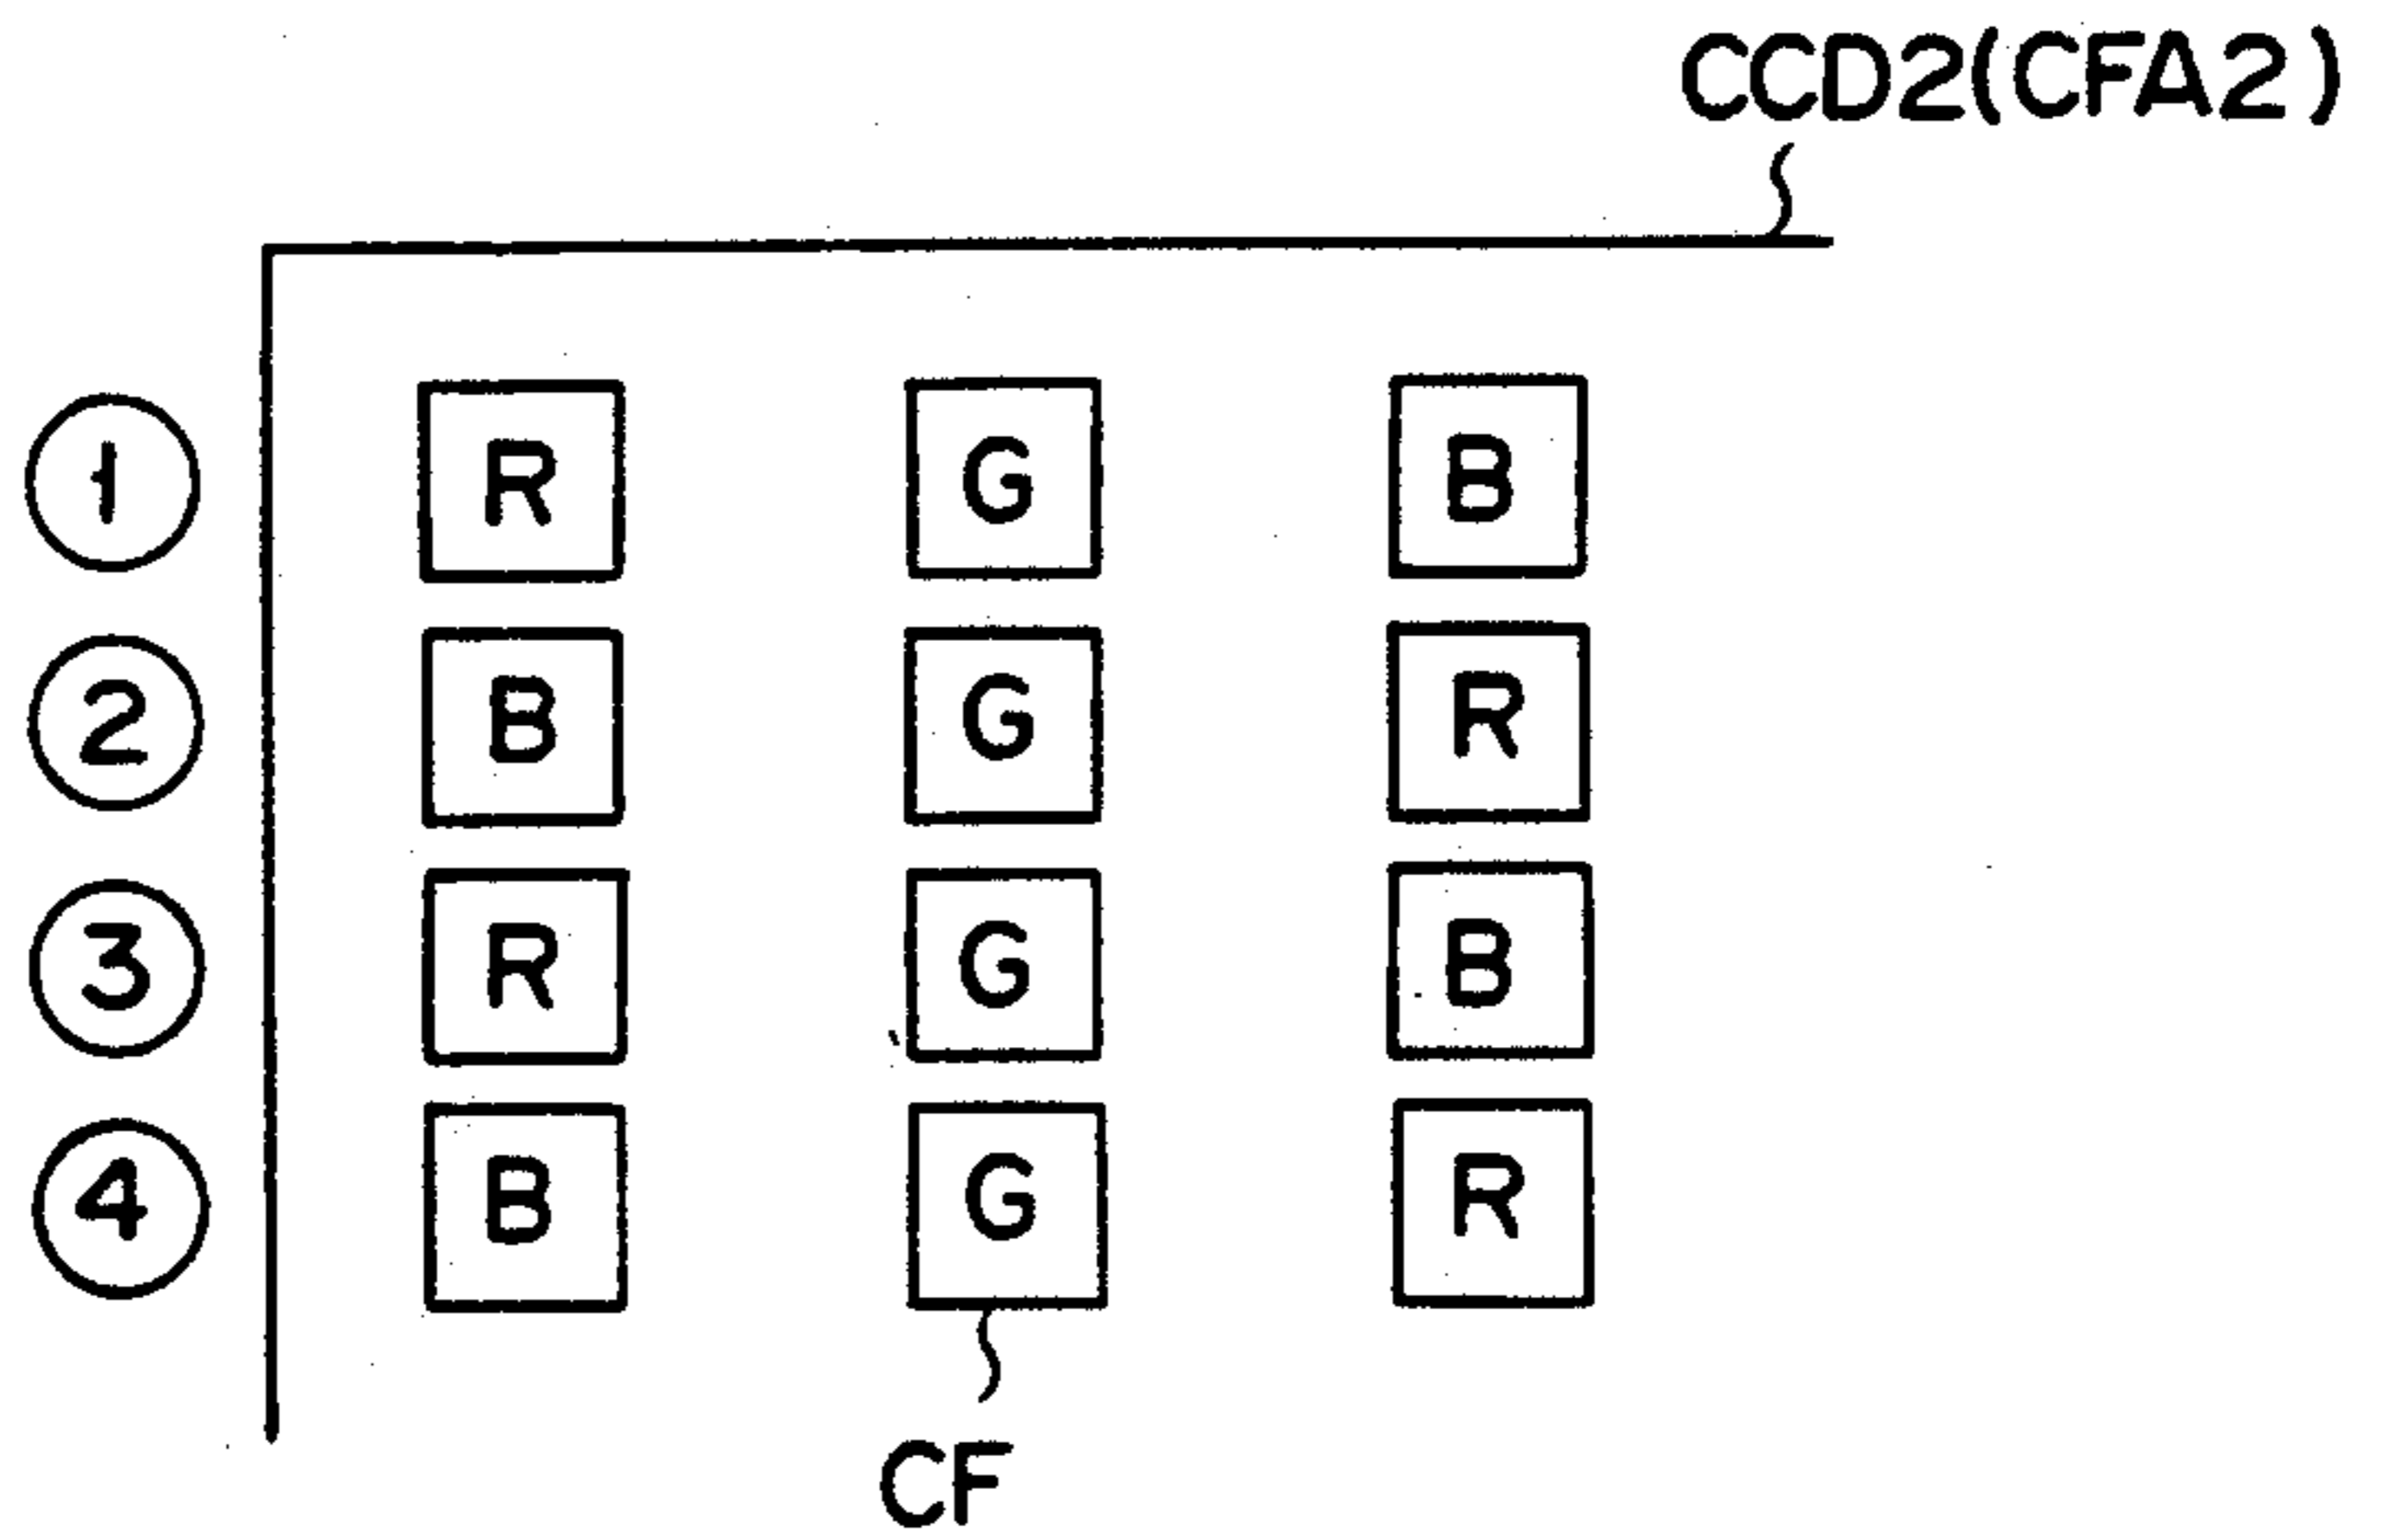 CCD2(CFA2)
① R G B
② B G R
③ R G B
④ B G R
CF